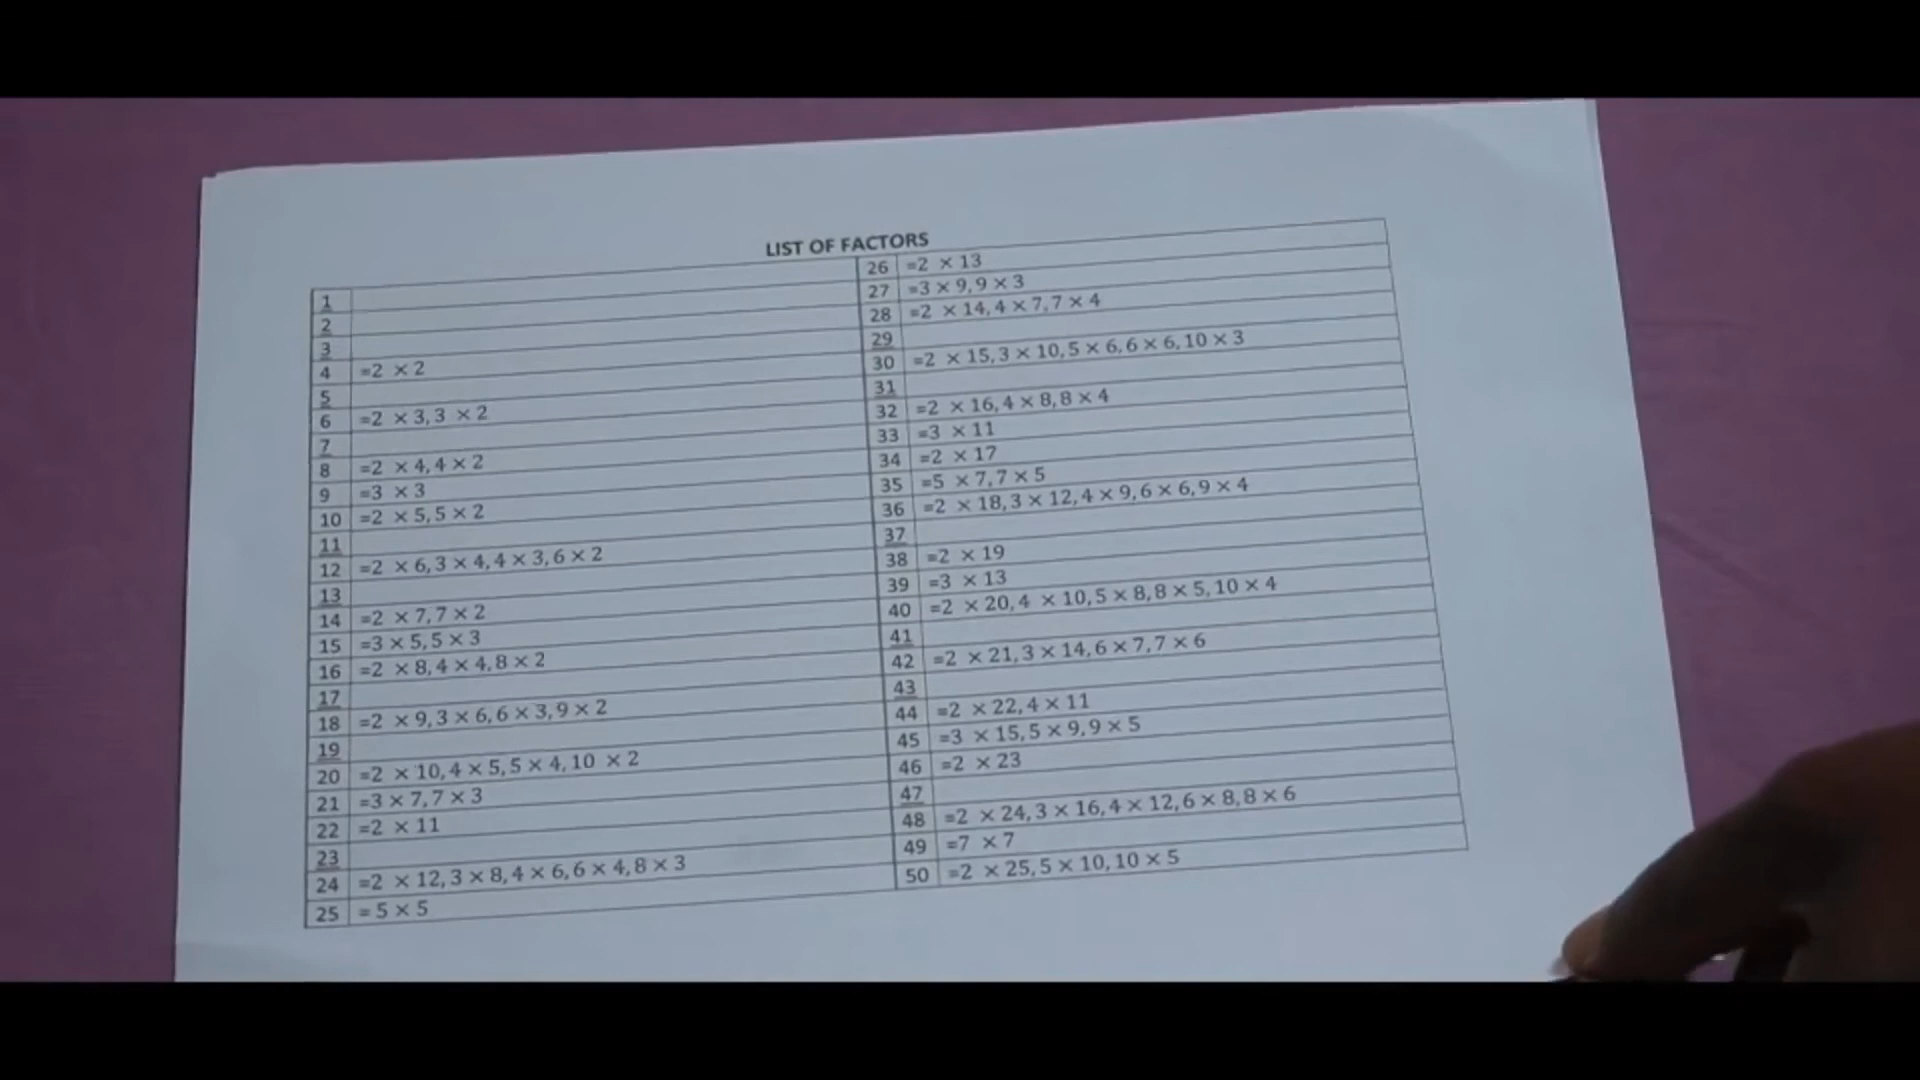 LIST OF FACTORS
1
2
3
4 =2 × 2
5
6 =2 × 3, 3 × 2
7
8 =2 × 4, 4 × 2
9 =3 × 3
10 =2 × 5, 5 × 2
11
12 =2 × 6, 3 × 4, 4 × 3, 6 × 2
13
14 =2 × 7, 7 × 2
15 =3 × 5, 5 × 3
16 =2 × 8, 4 × 4, 8 × 2
17
18 =2 × 9, 3 × 6, 6 × 3, 9 × 2
19
20 =2 × 10, 4 × 5, 5 × 4, 10 × 2
21 =3 × 7, 7 × 3
22 =2 × 11
23
24 =2 × 12, 3 × 8, 4 × 6, 6 × 4, 8 × 3
25 = 5 × 5
26 =2 × 13
27 =3 × 9, 9 × 3
28 =2 × 14, 4 × 7, 7 × 4
29
30 =2 × 15, 3 × 10, 5 × 6, 6 × 6, 10 × 3
31
32 =2 × 16, 4 × 8, 8 × 4
33 =3 × 11
34 =2 × 17
35 =5 × 7, 7 × 5
36 =2 × 18, 3 × 12, 4 × 9, 6 × 6, 9 × 4
37
38 =2 × 19
39 =3 × 13
40 =2 × 20, 4 × 10, 5 × 8, 8 × 5, 10 × 4
41
42 =2 × 21, 3 × 14, 6 × 7, 7 × 6
43
44 =2 × 22, 4 × 11
45 =3 × 15, 5 × 9, 9 × 5
46 =2 × 23
47
48 =2 × 24, 3 × 16, 4 × 12, 6 × 8, 8 × 6
49 =7 × 7
50 =2 × 25, 5 × 10, 10 × 5